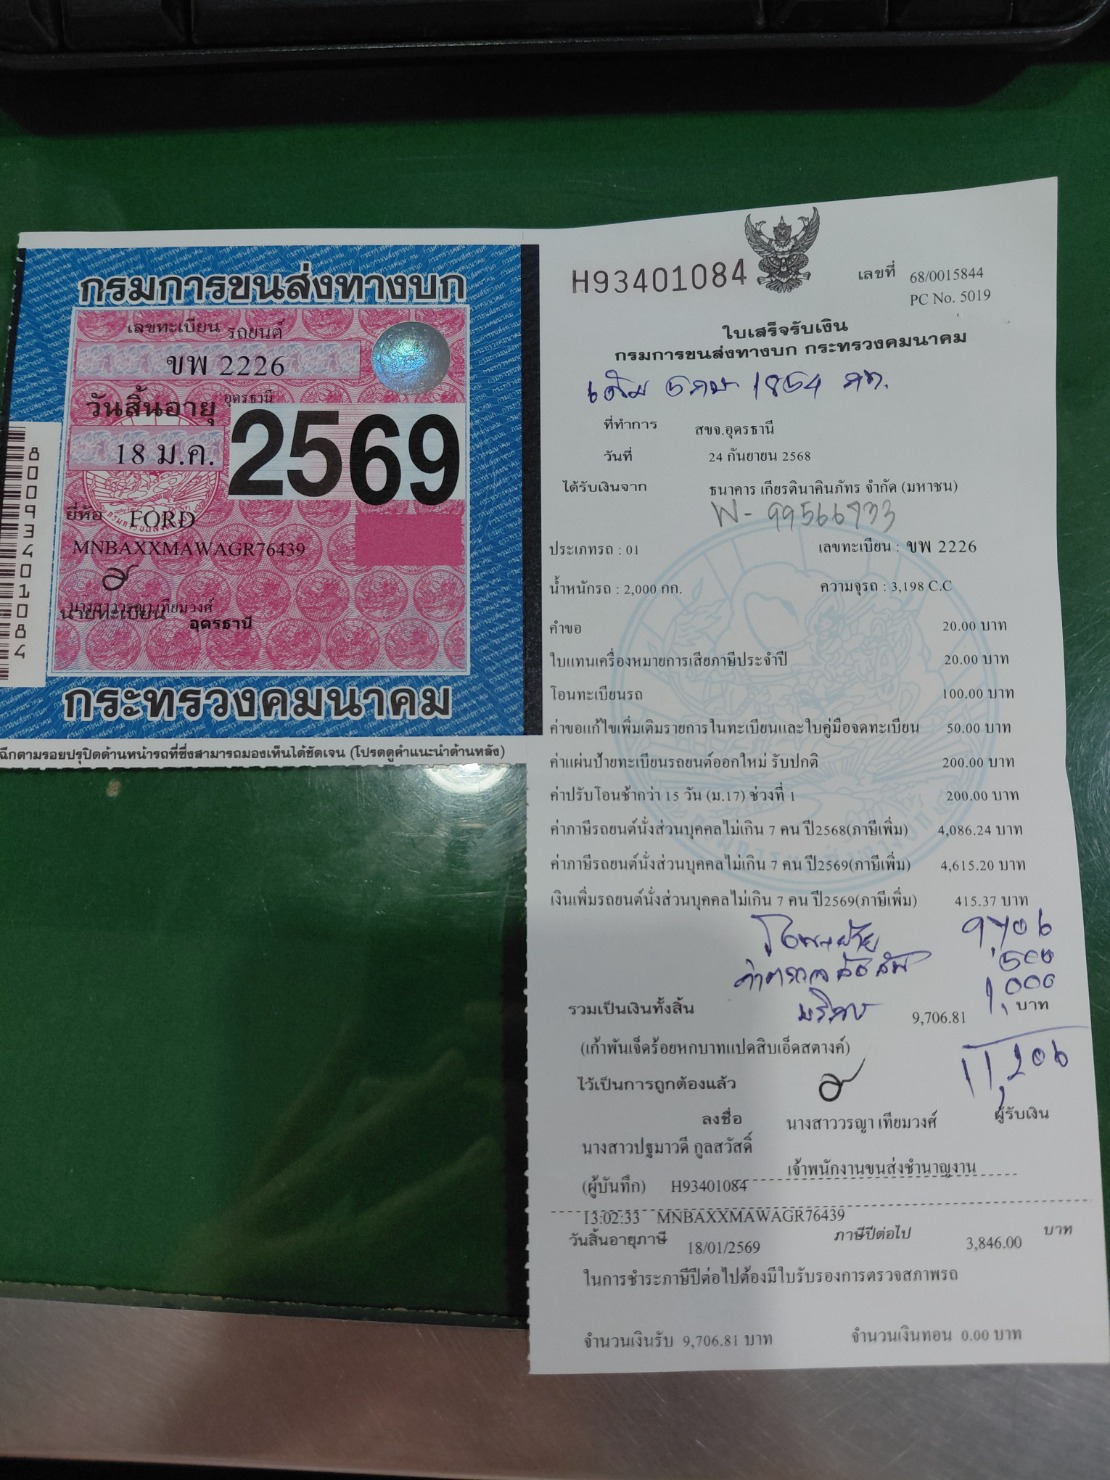 กรมการขนส่งทางบก
เลขทะเบียน รถยนต์
ขพ 2226
วันสิ้นอายุ อุดรธานี
18 ม.ค. 2569
ยี่ห้อ FORD
MNBAXXMAWAGR76439
นางสาววรญา เทียมวงศ์
นายทะเบียน อุดรธานี
กระทรวงคมนาคม
ฉีกตามรอยปรุปิดด้านหน้ารถที่ซึ่งสามารถมองเห็นได้ชัดเจน (โปรดดูคำแนะนำด้านหลัง)
80093401084
H93401084
เลขที่ 68/0015844
PC No. 5019
ใบเสร็จรับเงิน
กรมการขนส่งทางบก กระทรวงคมนาคม
เดิม 1854
ที่ทำการ สขจ.อุดรธานี
วันที่ 24 กันยายน 2568
ได้รับเงินจาก ธนาคาร เกียรตินาคินภัทร จำกัด (มหาชน)
ประเภทรถ : 01 เลขทะเบียน : ขพ 2226
น้ำหนักรถ : 2,000 กก. ความจุรถ : 3,198 C.C
คำขอ 20.00 บาท
ใบแทนเครื่องหมายการเสียภาษีประจำปี 20.00 บาท
โอนทะเบียนรถ 100.00 บาท
ค่าขอแก้ไขเพิ่มเติมรายการในทะเบียนและใบคู่มือจดทะเบียน 50.00 บาท
ค่าแผ่นป้ายทะเบียนรถยนต์ออกใหม่ รับปกติ 200.00 บาท
ค่าปรับโอนช้ากว่า 15 วัน (ม.17) ช่วงที่ 1 200.00 บาท
ค่าภาษีรถยนต์นั่งส่วนบุคคลไม่เกิน 7 คน ปี2568(ภาษีเพิ่ม) 4,086.24 บาท
ค่าภาษีรถยนต์นั่งส่วนบุคคลไม่เกิน 7 คน ปี2569(ภาษีเพิ่ม) 4,615.20 บาท
เงินเพิ่มรถยนต์นั่งส่วนบุคคลไม่เกิน 7 คน ปี2569(ภาษีเพิ่ม) 415.37 บาท
9,706
500
บริการ 1,000
รวมเป็นเงินทั้งสิ้น 9,706.81 บาท
(เก้าพันเจ็ดร้อยหกบาทแปดสิบเอ็ดสตางค์)
11,206
ไว้เป็นการถูกต้องแล้ว
ลงชื่อ นางสาววรญา เทียมวงศ์ ผู้รับเงิน
นางสาวปฐมาวดี กูลสวัสดิ์
เจ้าพนักงานขนส่งชำนาญงาน
(ผู้บันทึก) H93401084
13:02:33 MNBAXXMAWAGR76439
วันสิ้นอายุภาษี 18/01/2569 ภาษีปีต่อไป 3,846.00 บาท
ในการชำระภาษีปีต่อไปต้องมีใบรับรองการตรวจสภาพรถ
จำนวนเงินรับ 9,706.81 บาท จำนวนเงินทอน 0.00 บาท